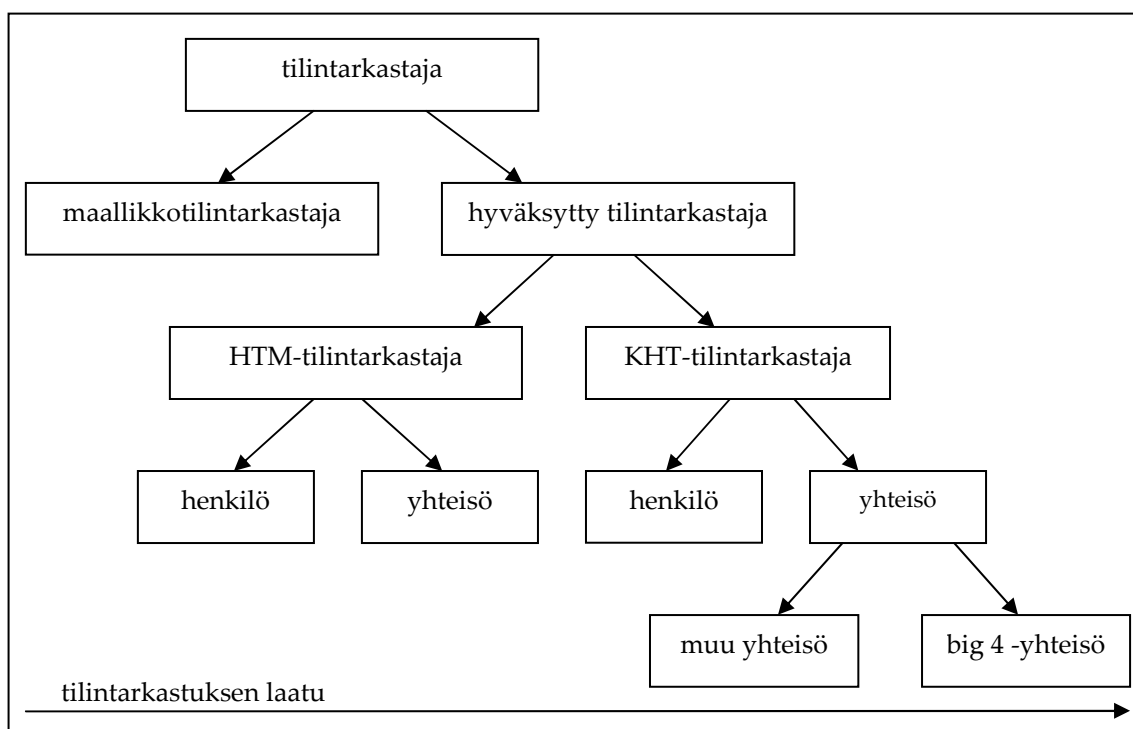 tilintarkastaja
maallikkotilintarkastaja
hyväksytty tilintarkastaja
HTM-tilintarkastaja
KHT-tilintarkastaja
henkilö
yhteisö
henkilö
yhteisö
muu yhteisö
big 4 -yhteisö
tilintarkastuksen laatu